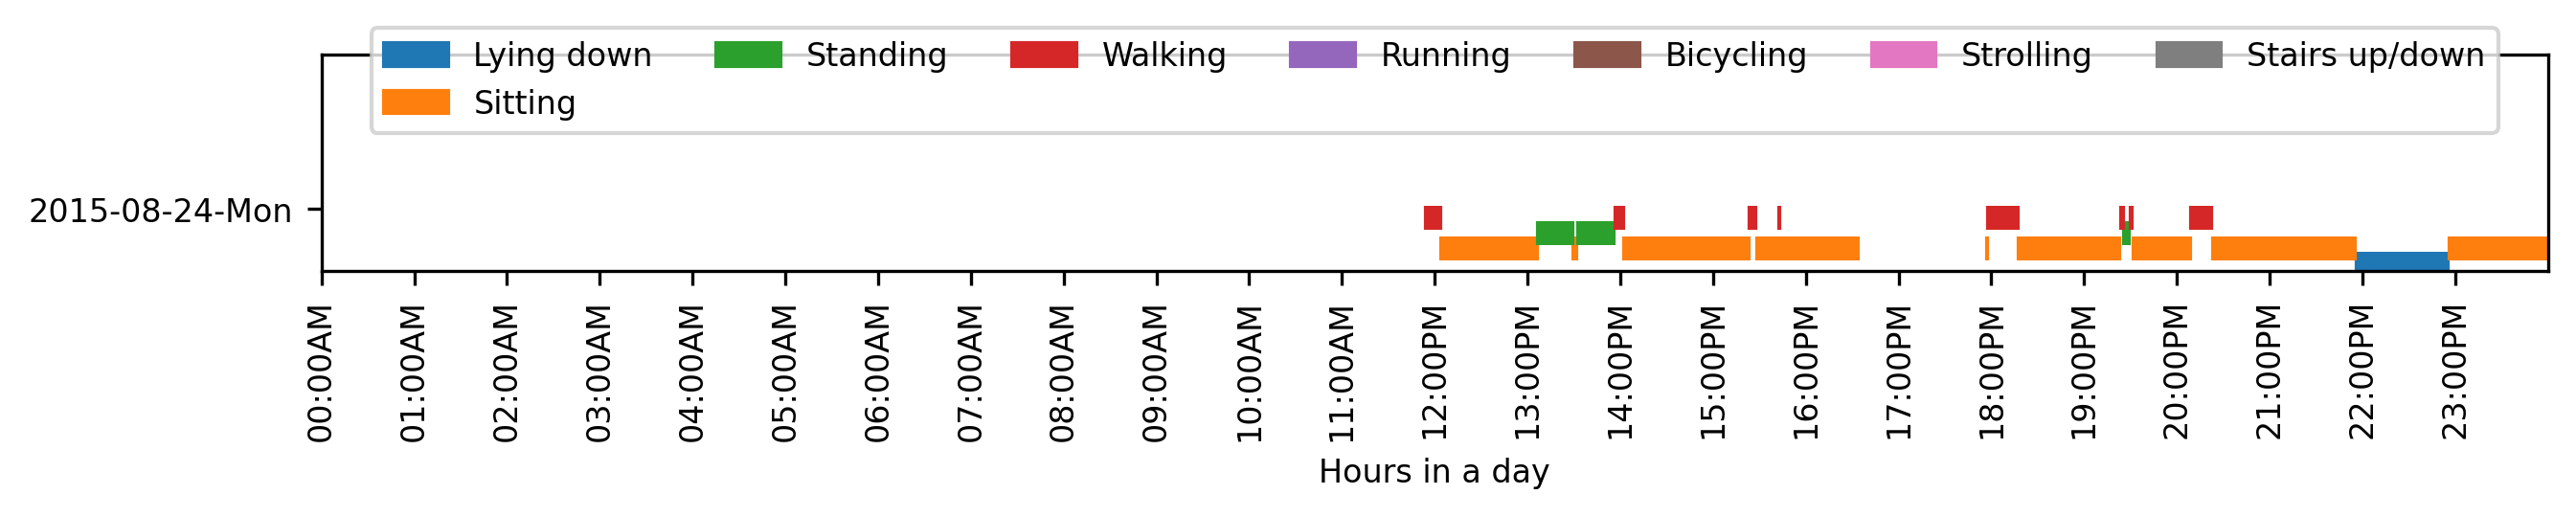 Lying down Standing Walking Running Bicycling Strolling Stairs up/down
Sitting
2015-08-24-Mon
00:00AM 01:00AM 02:00AM 03:00AM 04:00AM 05:00AM 06:00AM 07:00AM 08:00AM 09:00AM 10:00AM 11:00AM 12:00PM 13:00PM 14:00PM 15:00PM 16:00PM 17:00PM 18:00PM 19:00PM 20:00PM 21:00PM 22:00PM 23:00PM
Hours in a day